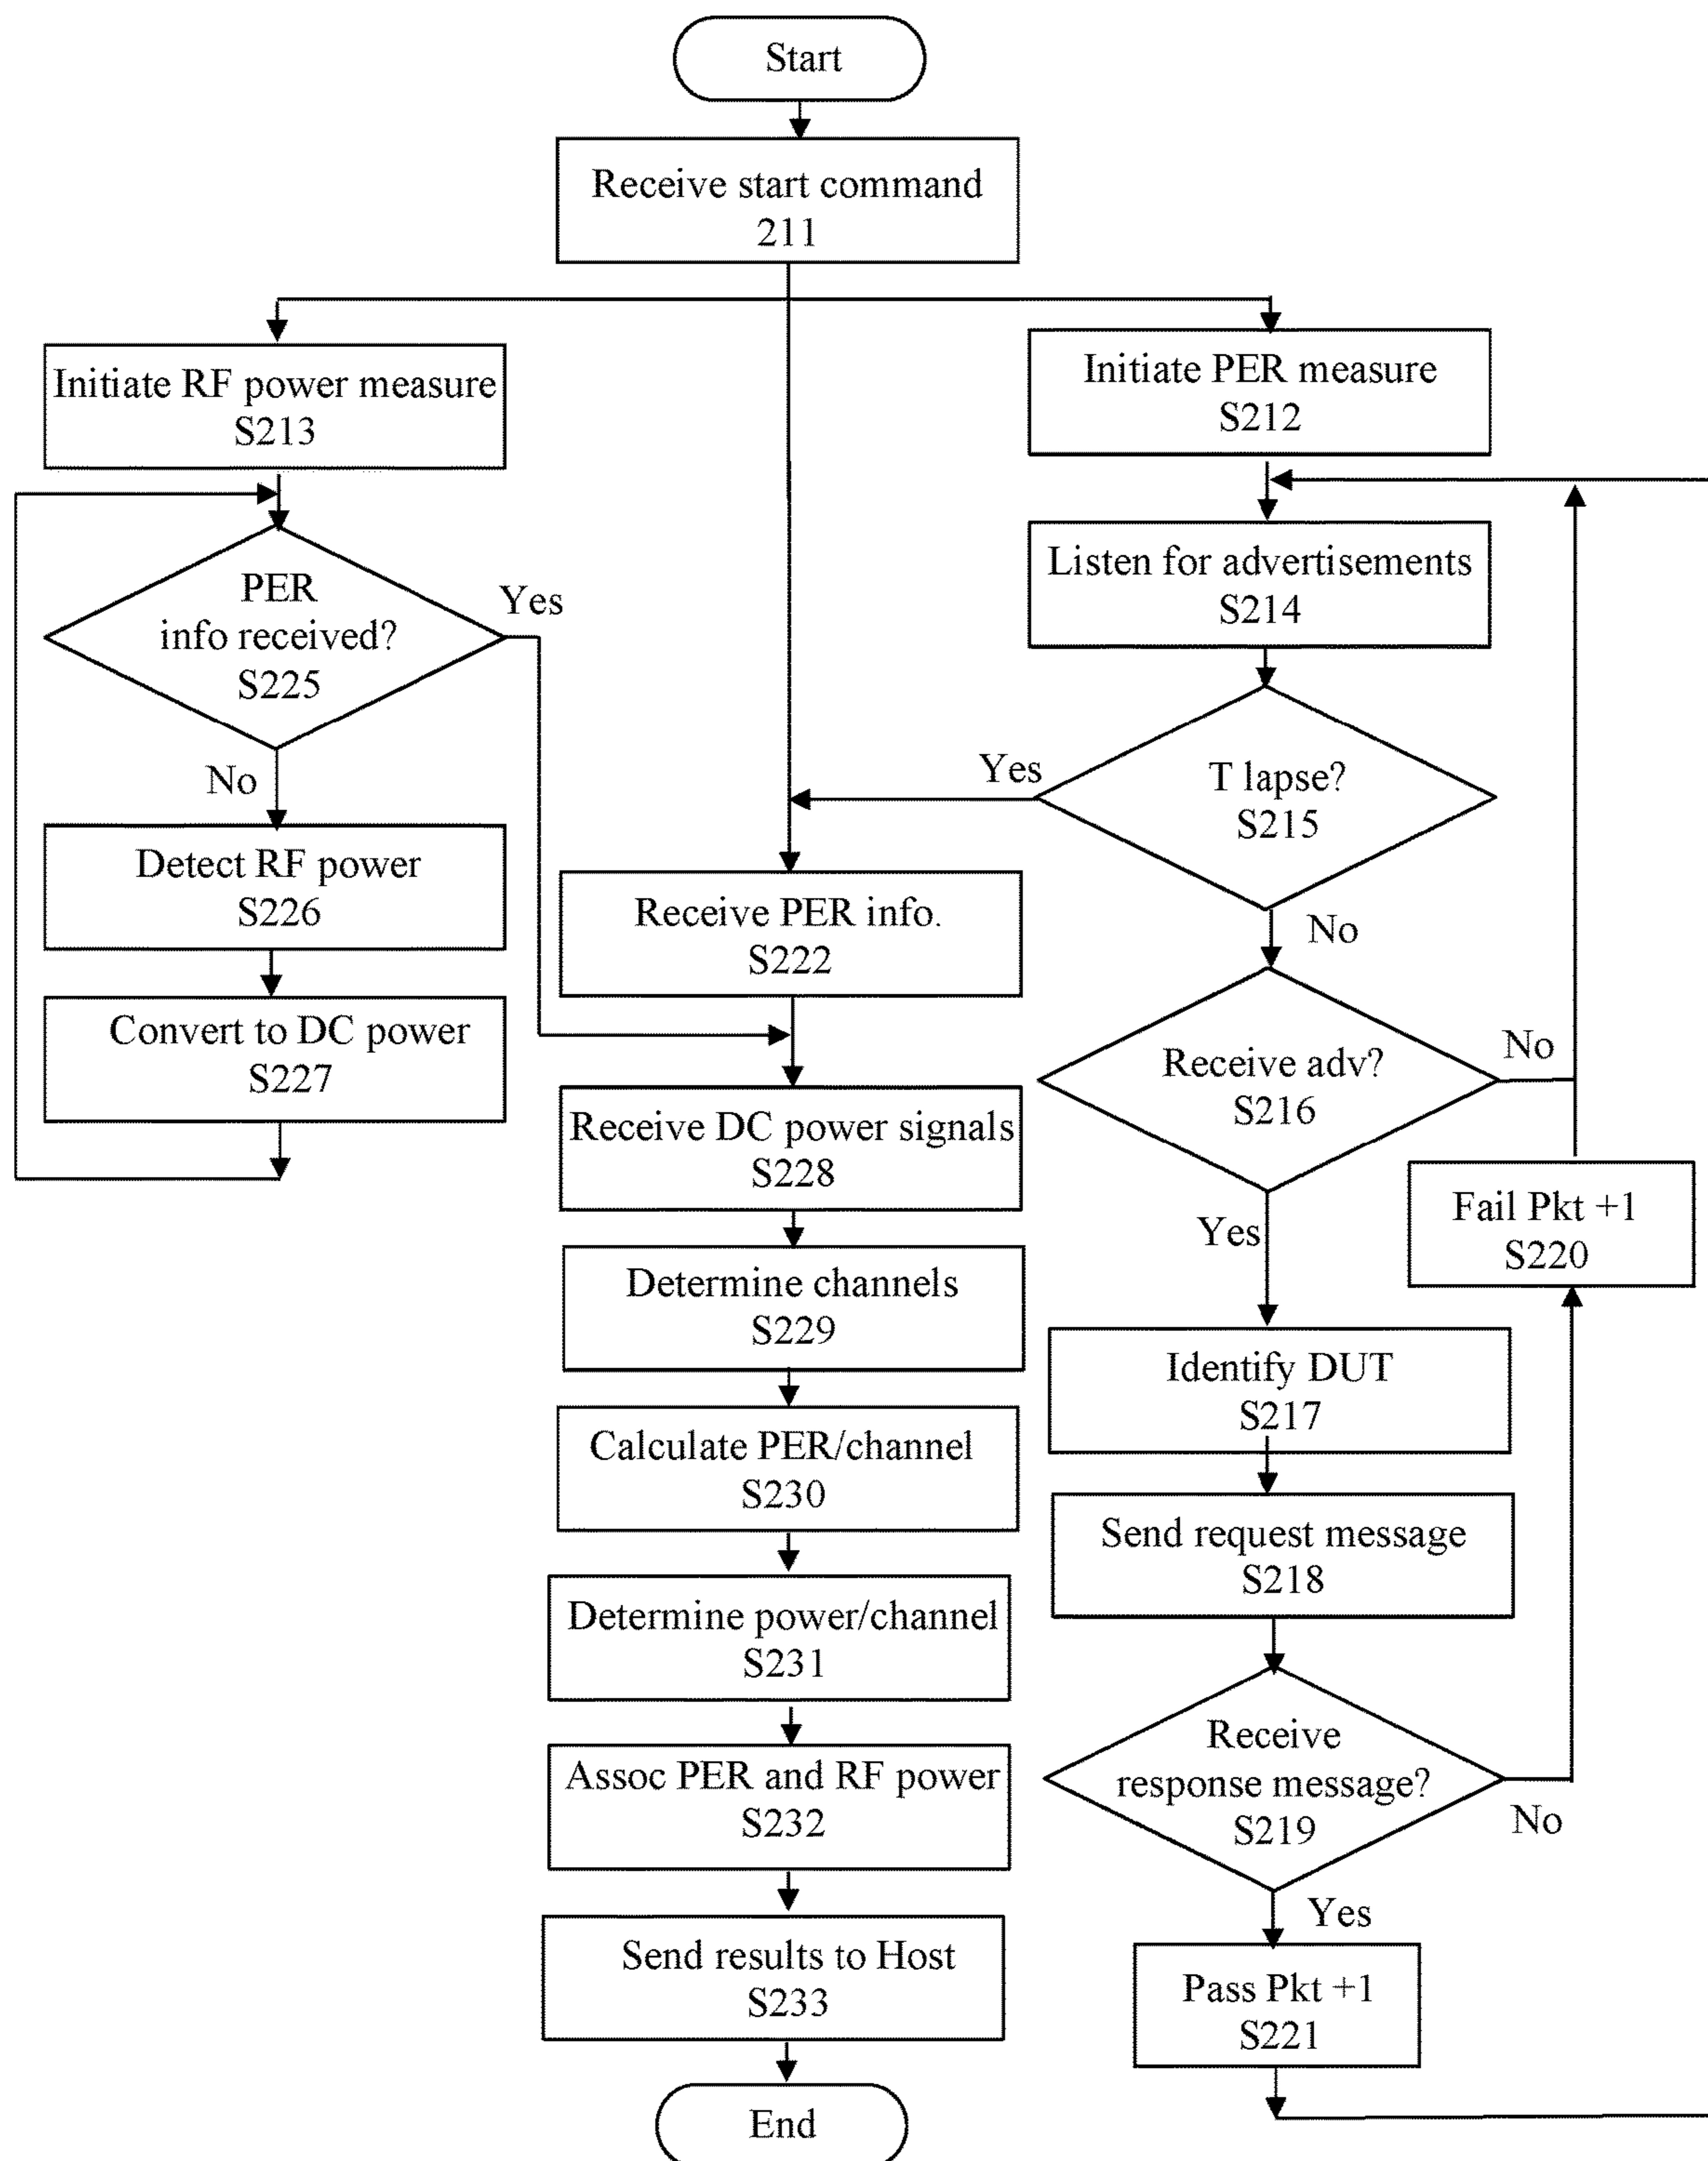 Start
Receive start command
211
Initiate RF power measure
S213
Initiate PER measure
S212
Listen for advertisements
S214
PER
info received?
S225
Yes
No
T lapse?
S215
Yes
No
Detect RF power
S226
Receive PER info.
S222
Convert to DC power
S227
Receive adv?
S216
No
Yes
Receive DC power signals
S228
Fail Pkt +1
S220
Determine channels
S229
Identify DUT
S217
Calculate PER/channel
S230
Send request message
S218
Determine power/channel
S231
Receive
response message?
S219
No
Yes
Assoc PER and RF power
S232
Send results to Host
S233
Pass Pkt +1
S221
End